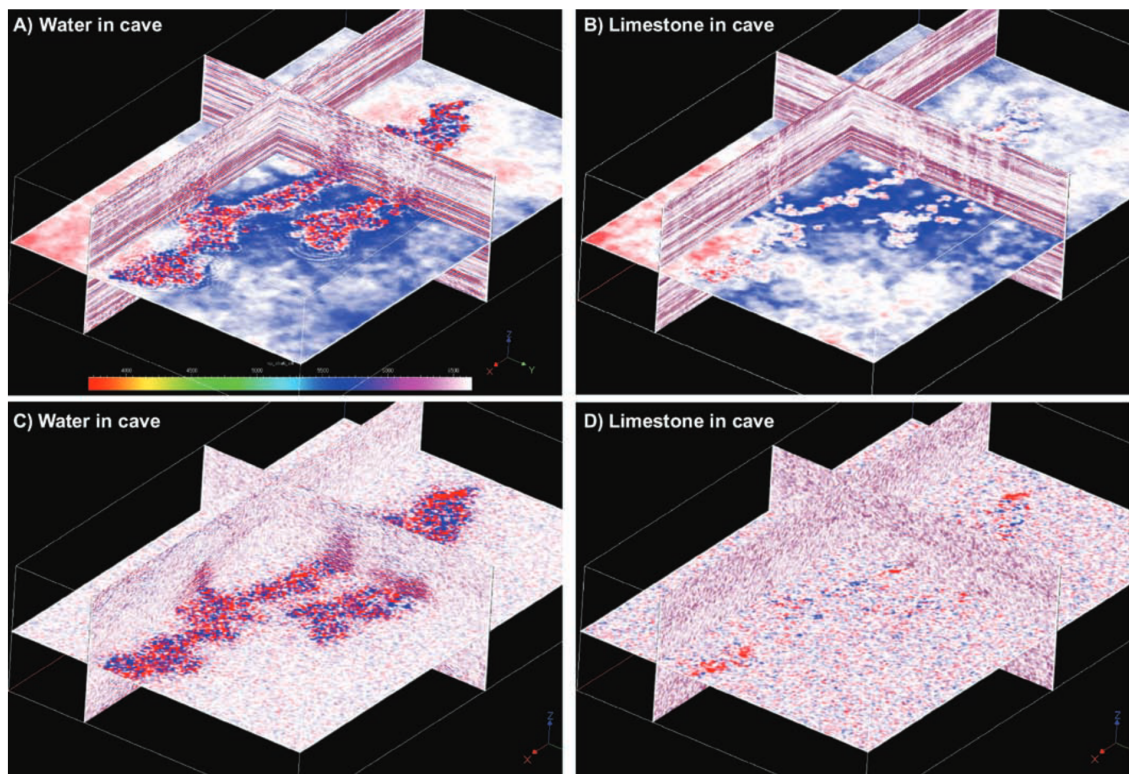 A) Water in cave
B) Limestone in cave
Z
X
Y
C) Water in cave
D) Limestone in cave
Z
X
Z
X